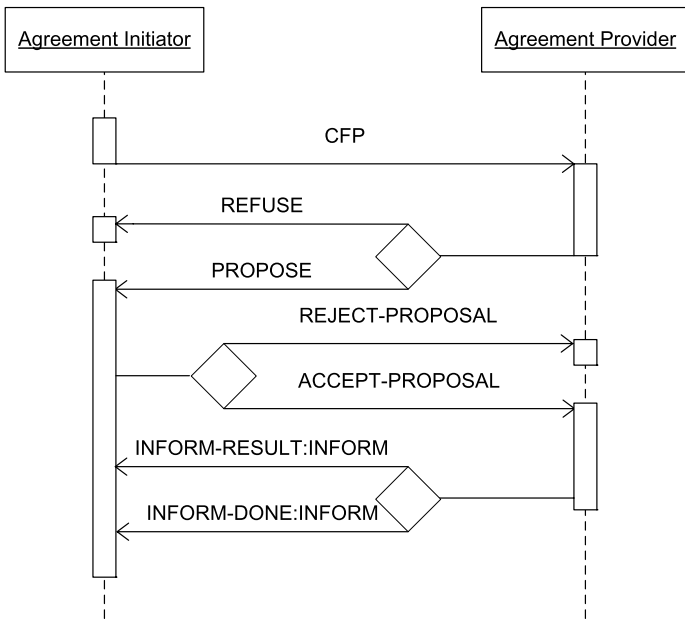 Agreement Initiator
Agreement Provider
CFP
REFUSE
PROPOSE
REJECT-PROPOSAL
ACCEPT-PROPOSAL
INFORM-RESULT:INFORM
INFORM-DONE:INFORM